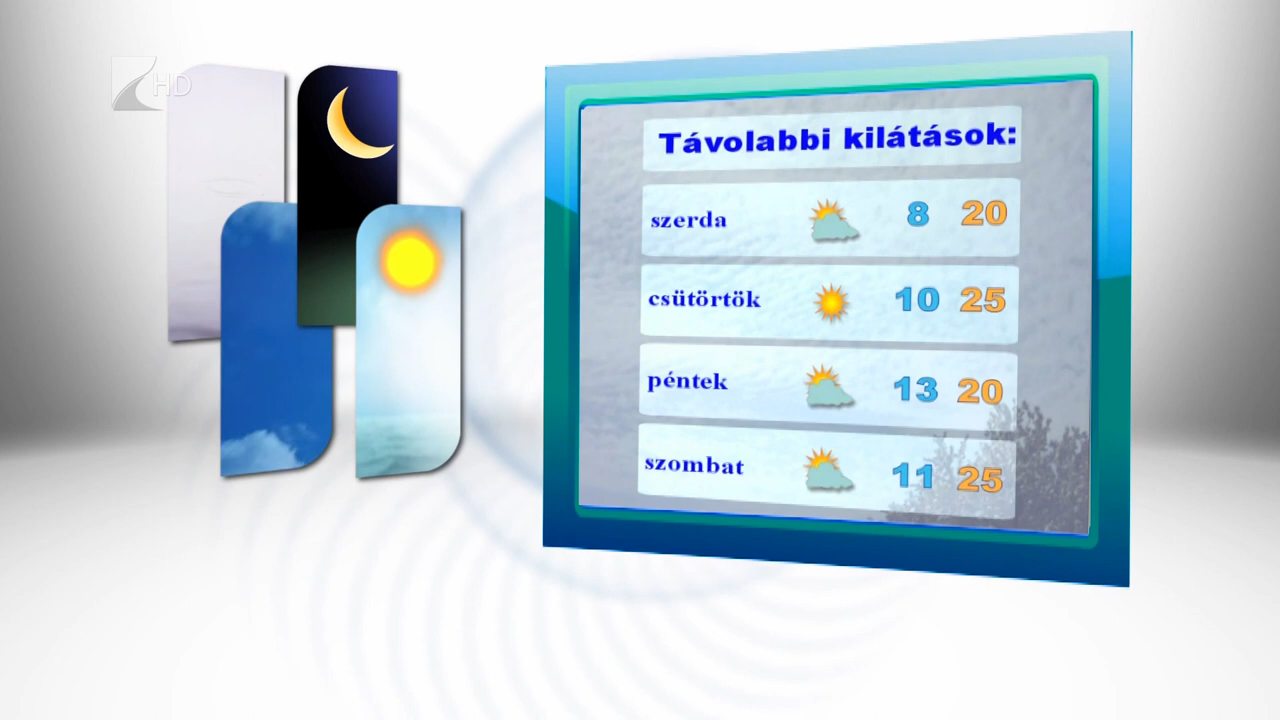 HD
Távolabbi kilátások:
szerda 8 20
csütörtök 10 25
péntek 13 20
szombat 11 25